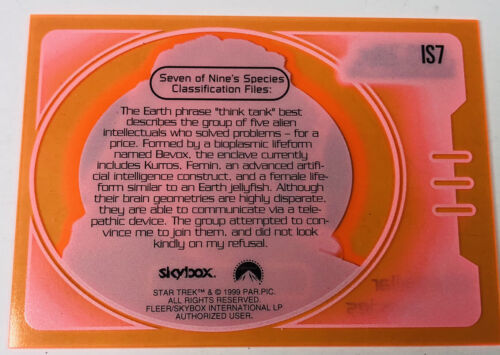 IS7
Seven of Nine's Species
Classification Files:
The Earth phrase "think tank" best
describes the group of five alien
intellectuals who solved problems – for a
price. Formed by a bioplasmic lifeform
named Bevox, the enclave currently
includes Kurros, Fennin, an advanced artifi-
cial intelligence construct, and a female life-
form similar to an Earth jellyfish. Although
their brain geometries are highly disparate,
they are able to communicate via a tele-
pathic device. The group attempted to con-
vince me to join them, and did not look
kindly on my refusal.
skybox
Paramount
STAR TREK™ & © 1999 PAR.PIC.
ALL RIGHTS RESERVED.
FLEER/SKYBOX INTERNATIONAL LP
AUTHORIZED USER.